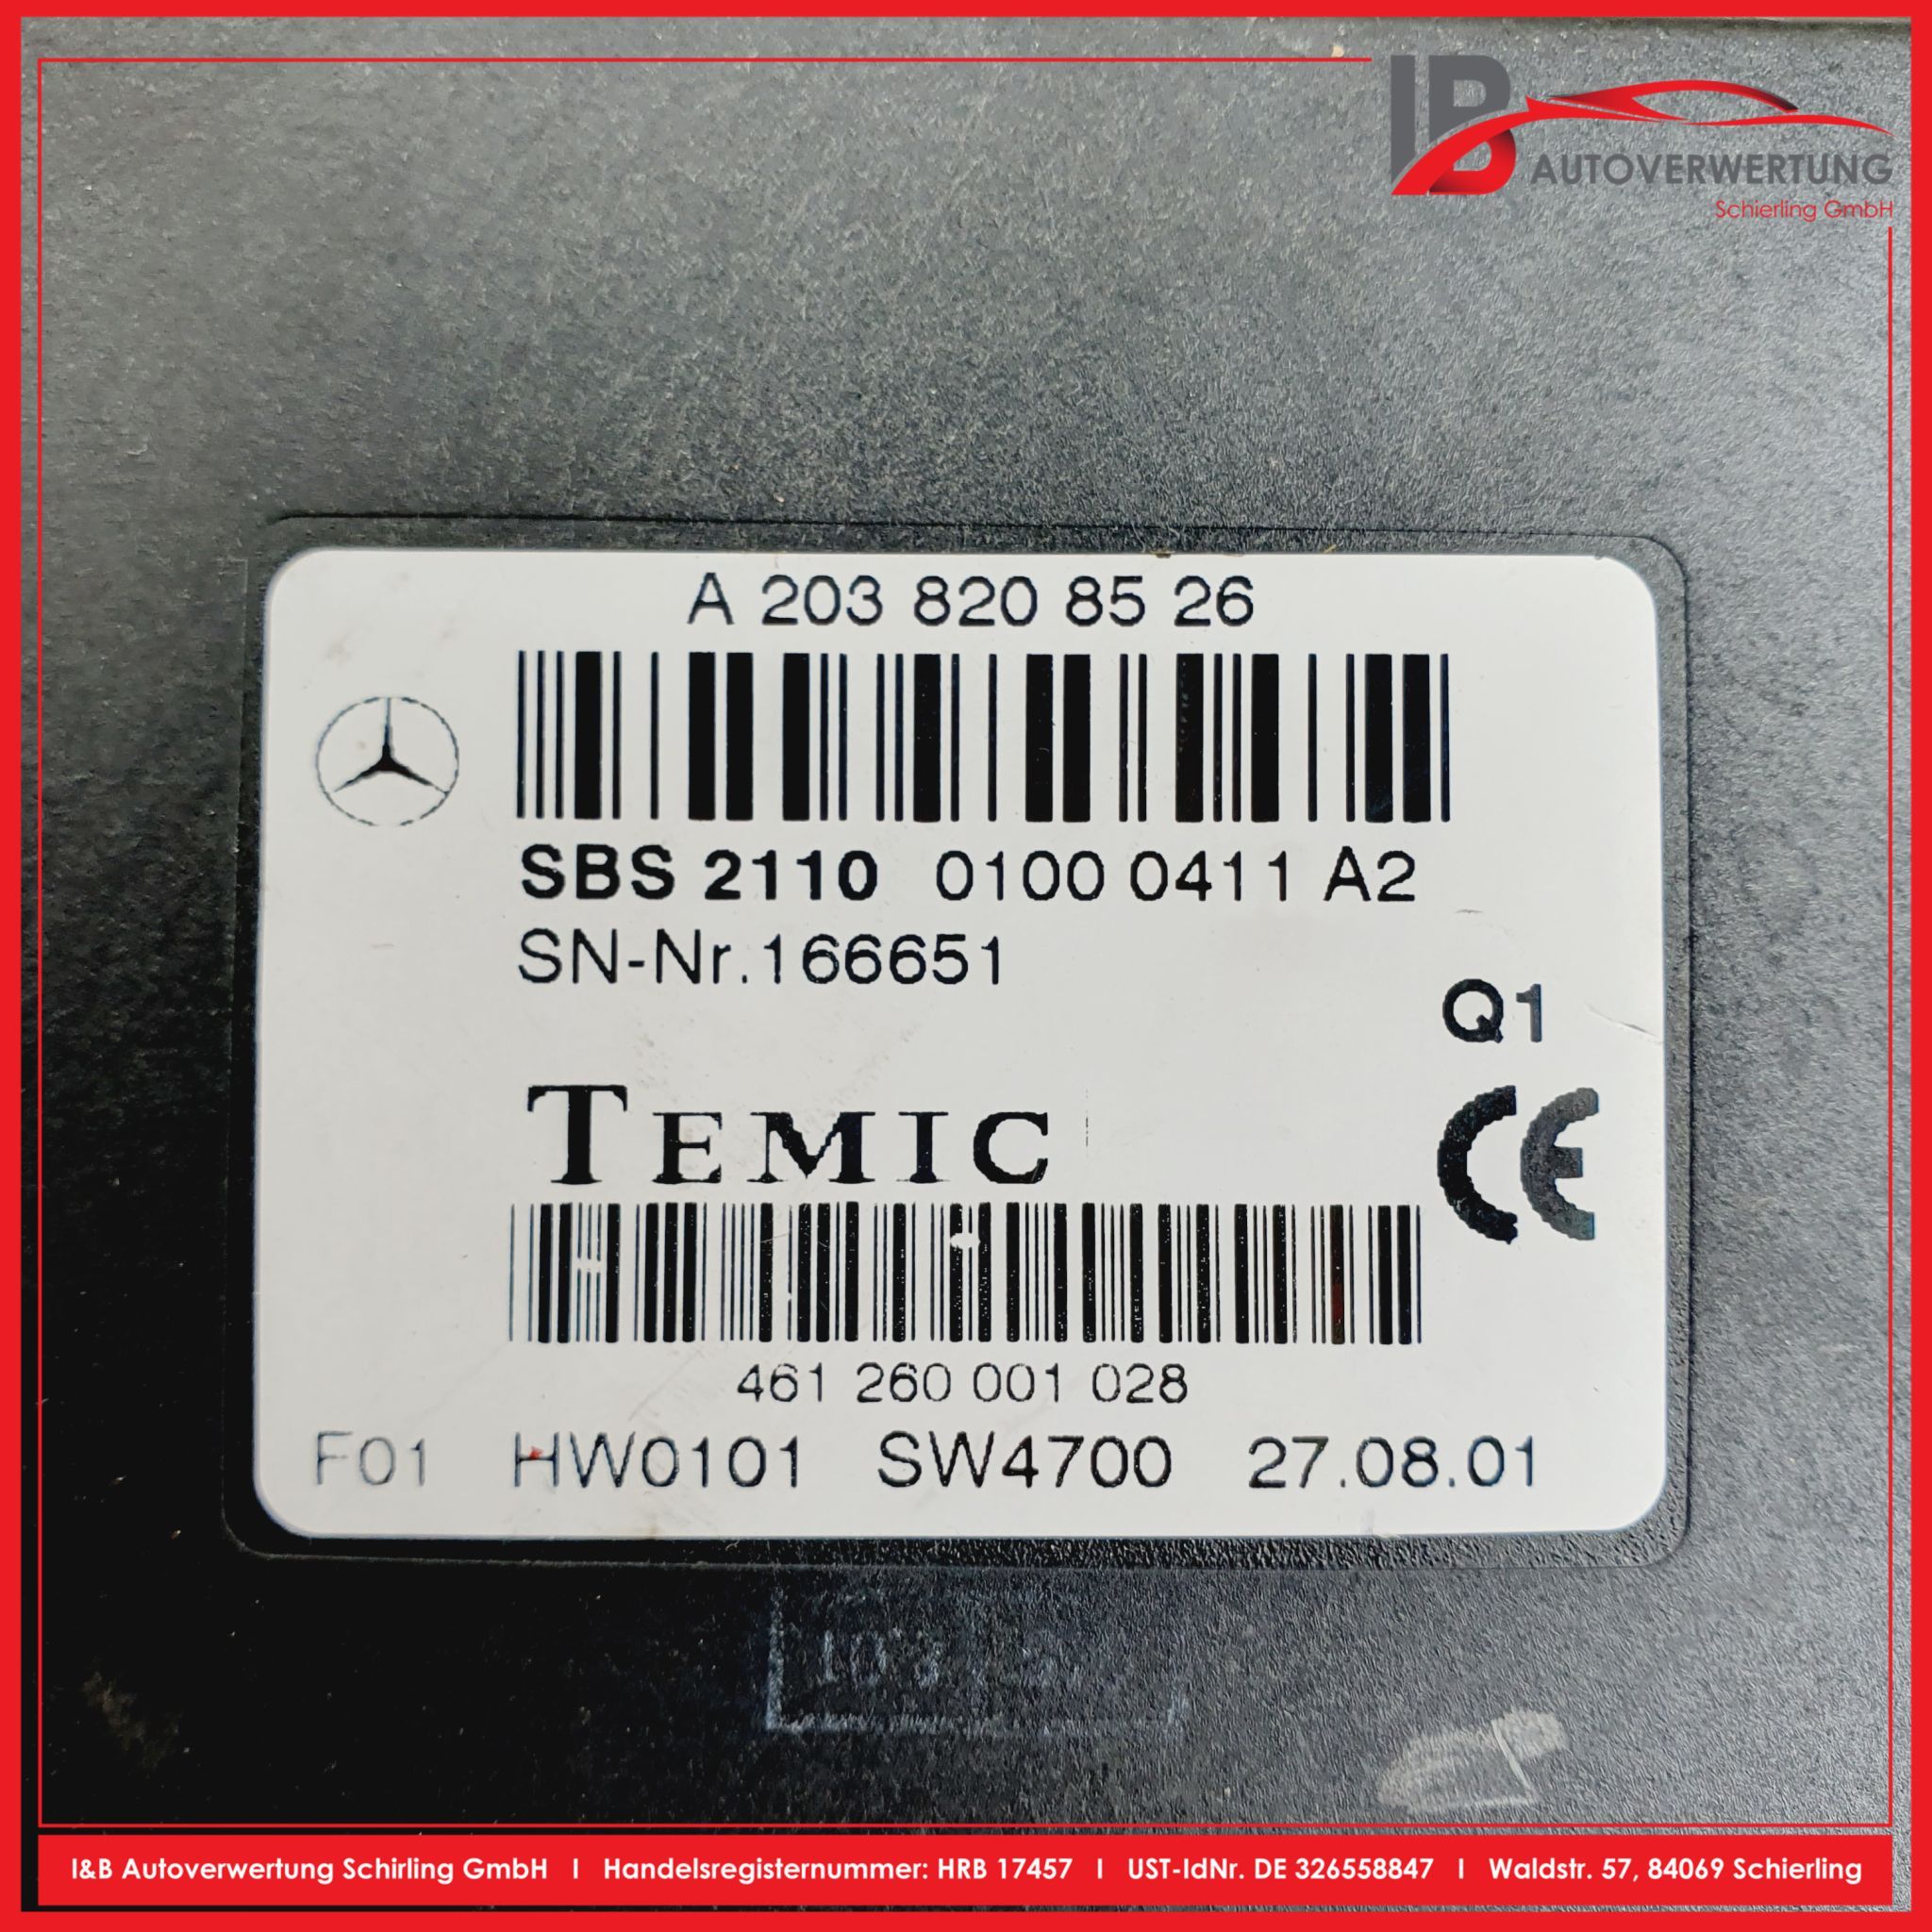 IB
AUTOVERWERTUNG
Schierling GmbH
A 203 820 85 26
SBS 2110 0100 0411 A2
SN-Nr.166651
Q1
TEMIC
CE
461 260 001 028
F01 HW0101 SW4700 27.08.01
I&B Autoverwertung Schirling GmbH I Handelsregisternummer: HRB 17457 I UST-IdNr. DE 326558847 I Waldstr. 57, 84069 Schierling